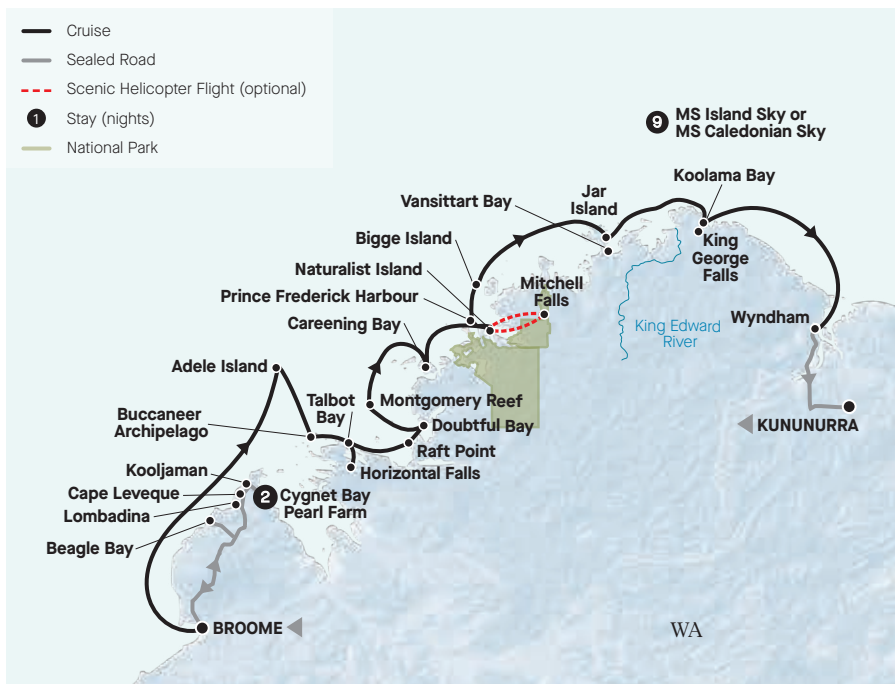 Cruise
Sealed Road
Scenic Helicopter Flight (optional)
1 Stay (nights)
National Park
9 MS Island Sky or
MS Caledonian Sky
Koolama Bay
Jar
Island
Vansittart Bay
King
George
Falls
Bigge Island
Naturalist Island
Mitchell
Falls
Prince Frederick Harbour
Careening Bay
King Edward
River
Wyndham
Adele Island
Talbot
Bay
Montgomery Reef
Buccaneer
Archipelago
Doubtful Bay
KUNUNURRA
Raft Point
Kooljaman
Horizontal Falls
Cape Leveque
2 Cygnet Bay
Pearl Farm
Lombadina
Beagle Bay
BROOME
WA